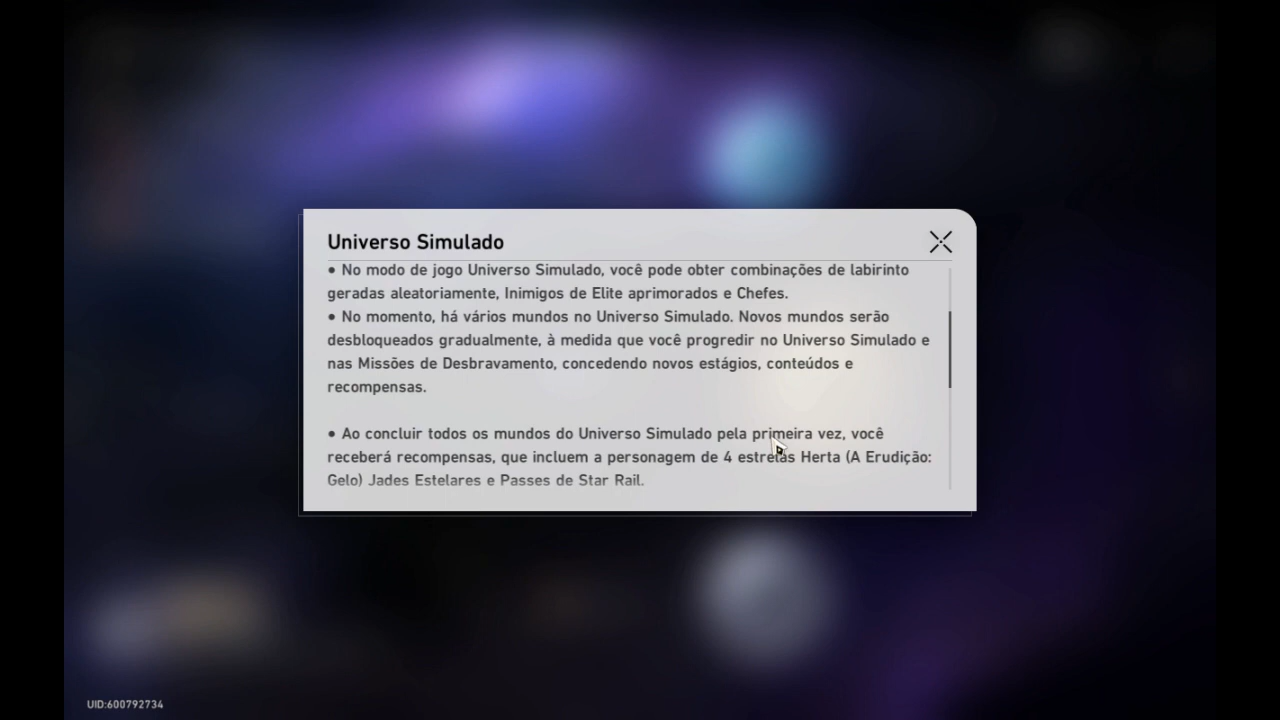 Universo Simulado
● No modo de jogo Universo Simulado, você pode obter combinações de labirinto
geradas aleatoriamente, Inimigos de Elite aprimorados e Chefes.
● No momento, há vários mundos no Universo Simulado. Novos mundos serão
desbloqueados gradualmente, à medida que você progredir no Universo Simulado e
nas Missões de Desbravamento, concedendo novos estágios, conteúdos e
recompensas.
● Ao concluir todos os mundos do Universo Simulado pela primeira vez, você
receberá recompensas, que incluem a personagem de 4 estrelas Herta (A Erudição:
Gelo) Jades Estelares e Passes de Star Rail.
UID:600792734